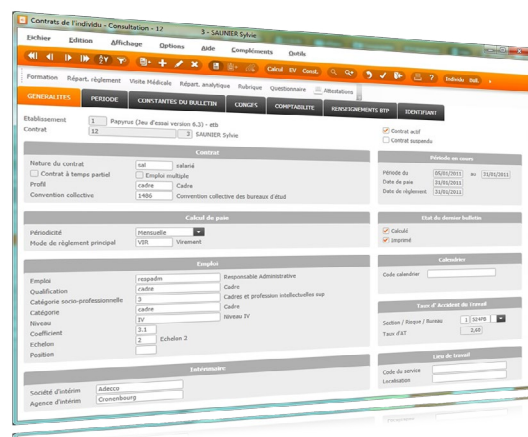 Contrats de l'individu - Consultation - 12 3 - SAUNIER Sylvie
Fichier Edition Affichage Options Aide Compléments Outils
Calcul EV Const. Individu Bull.
Formation Répart. règlement Visite Médicale Répart. analytique Rubrique Questionnaire Attestations
GENERALITES PERIODE CONSTANTES DU BULLETIN CONGES COMPTABILITE RENSEIGNEMENTS BTP IDENTIFIANT
Etablissement 1 Papyrus (Jeu d'essai version 6.3) - etb
Contrat 12 3 SAUNIER Sylvie
Contrat actif
Contrat suspendu
Contrat
Nature du contrat sal salarié
Contrat à temps partiel Emploi multiple
Profil cadre Cadre
Convention collective 1486 Convention collective des bureaux d'étud
Période en cours
Période du 01/2011 au 31/01/2011
Date de paie 31/01/2011
Date de règlement 31/01/2011
Calcul de paie
Périodicité Mensuelle
Mode de règlement principal VIR Virement
Etat du dossier bulletin
Calculé
Imprimé
Emploi
Emploi respadm Responsable Administrative
Qualification cadre Cadre
Catégorie socio-professionnelle 3 Cadres et profession intellectuelles sup
Catégorie cadre Cadre
Niveau IV Niveau IV
Coefficient 3.1
Echelon 2 Echelon 2
Position
Calendrier
Code calendrier
Taux d'Accident du Travail
Section / Risque / Bureau 1
Taux d'AT 2,60
Intérimaire
Société d'intérim Adecco
Agence d'intérim Cronenbourg
Lieu de travail
Code du service
Localisation